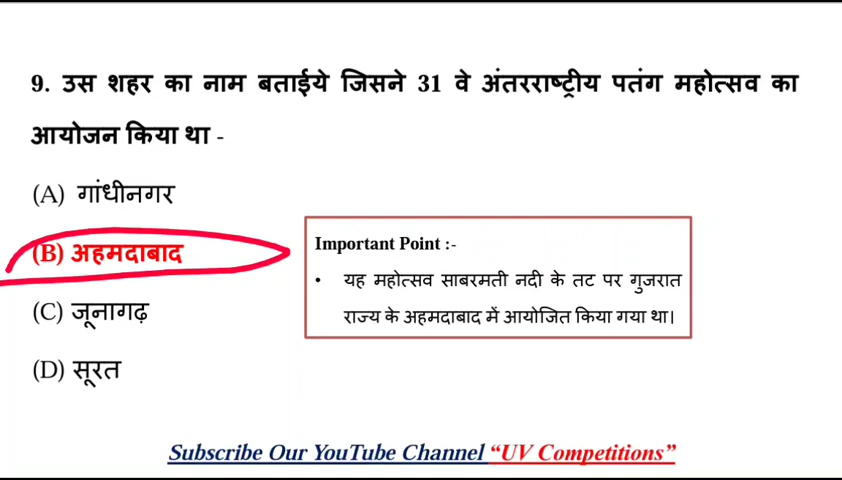 9. उस शहर का नाम बताईये जिसने 31 वे अंतरराष्ट्रीय पतंग महोत्सव का
आयोजन किया था -
(A) गांधीनगर
(B) अहमदाबाद
Important Point :-
• यह महोत्सव साबरमती नदी के तट पर गुजरात
राज्य के अहमदाबाद में आयोजित किया गया था।
(C) जूनागढ़
(D) सूरत
Subscribe Our YouTube Channel “UV Competitions”